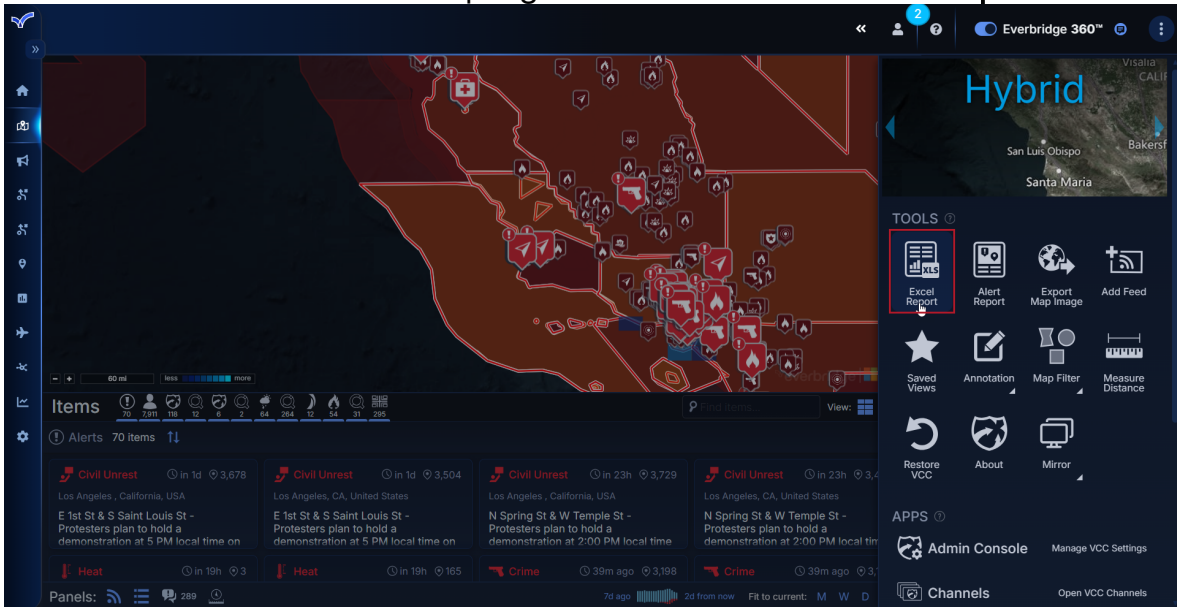 2
Everbridge 360™
Hybrid
Visalia
CALIF
San Luis Obispo
Bakersf
Santa Maria
TOOLS
XLS
Excel Report
Alert Report
Export Map Image
Add Feed
Saved Views
Annotation
Map Filter
Measure Distance
Restore VCC
About
Mirror
APPS
Admin Console Manage VCC Settings
Channels Open VCC Channels
60 mi less more
Items 70 7,911 118 12 6 2 64 264 12 54 31 295
Find items... View:
Alerts 70 items
Civil Unrest in 1d 3,678
Los Angeles , California, USA
E 1st St & S Saint Louis St -
Protesters plan to hold a
demonstration at 5 PM local time on
Civil Unrest in 1d 3,504
Los Angeles, CA, United States
E 1st St & S Saint Louis St -
Protesters plan to hold a
demonstration at 5 PM local time on
Civil Unrest in 23h 3,729
Los Angeles , California, USA
N Spring St & W Temple St -
Protesters plan to hold a
demonstration at 2:00 PM local time
Civil Unrest in 23h 3,4
Los Angeles, CA, United States
N Spring St & W Temple St -
Protesters plan to hold a
demonstration at 2:00 PM local tim
Heat in 19h 3
Heat in 19h 165
Crime 39m ago 3,198
Crime 39m ago 3,
Panels: 289 7d ago 2d from now Fit to current: M W D